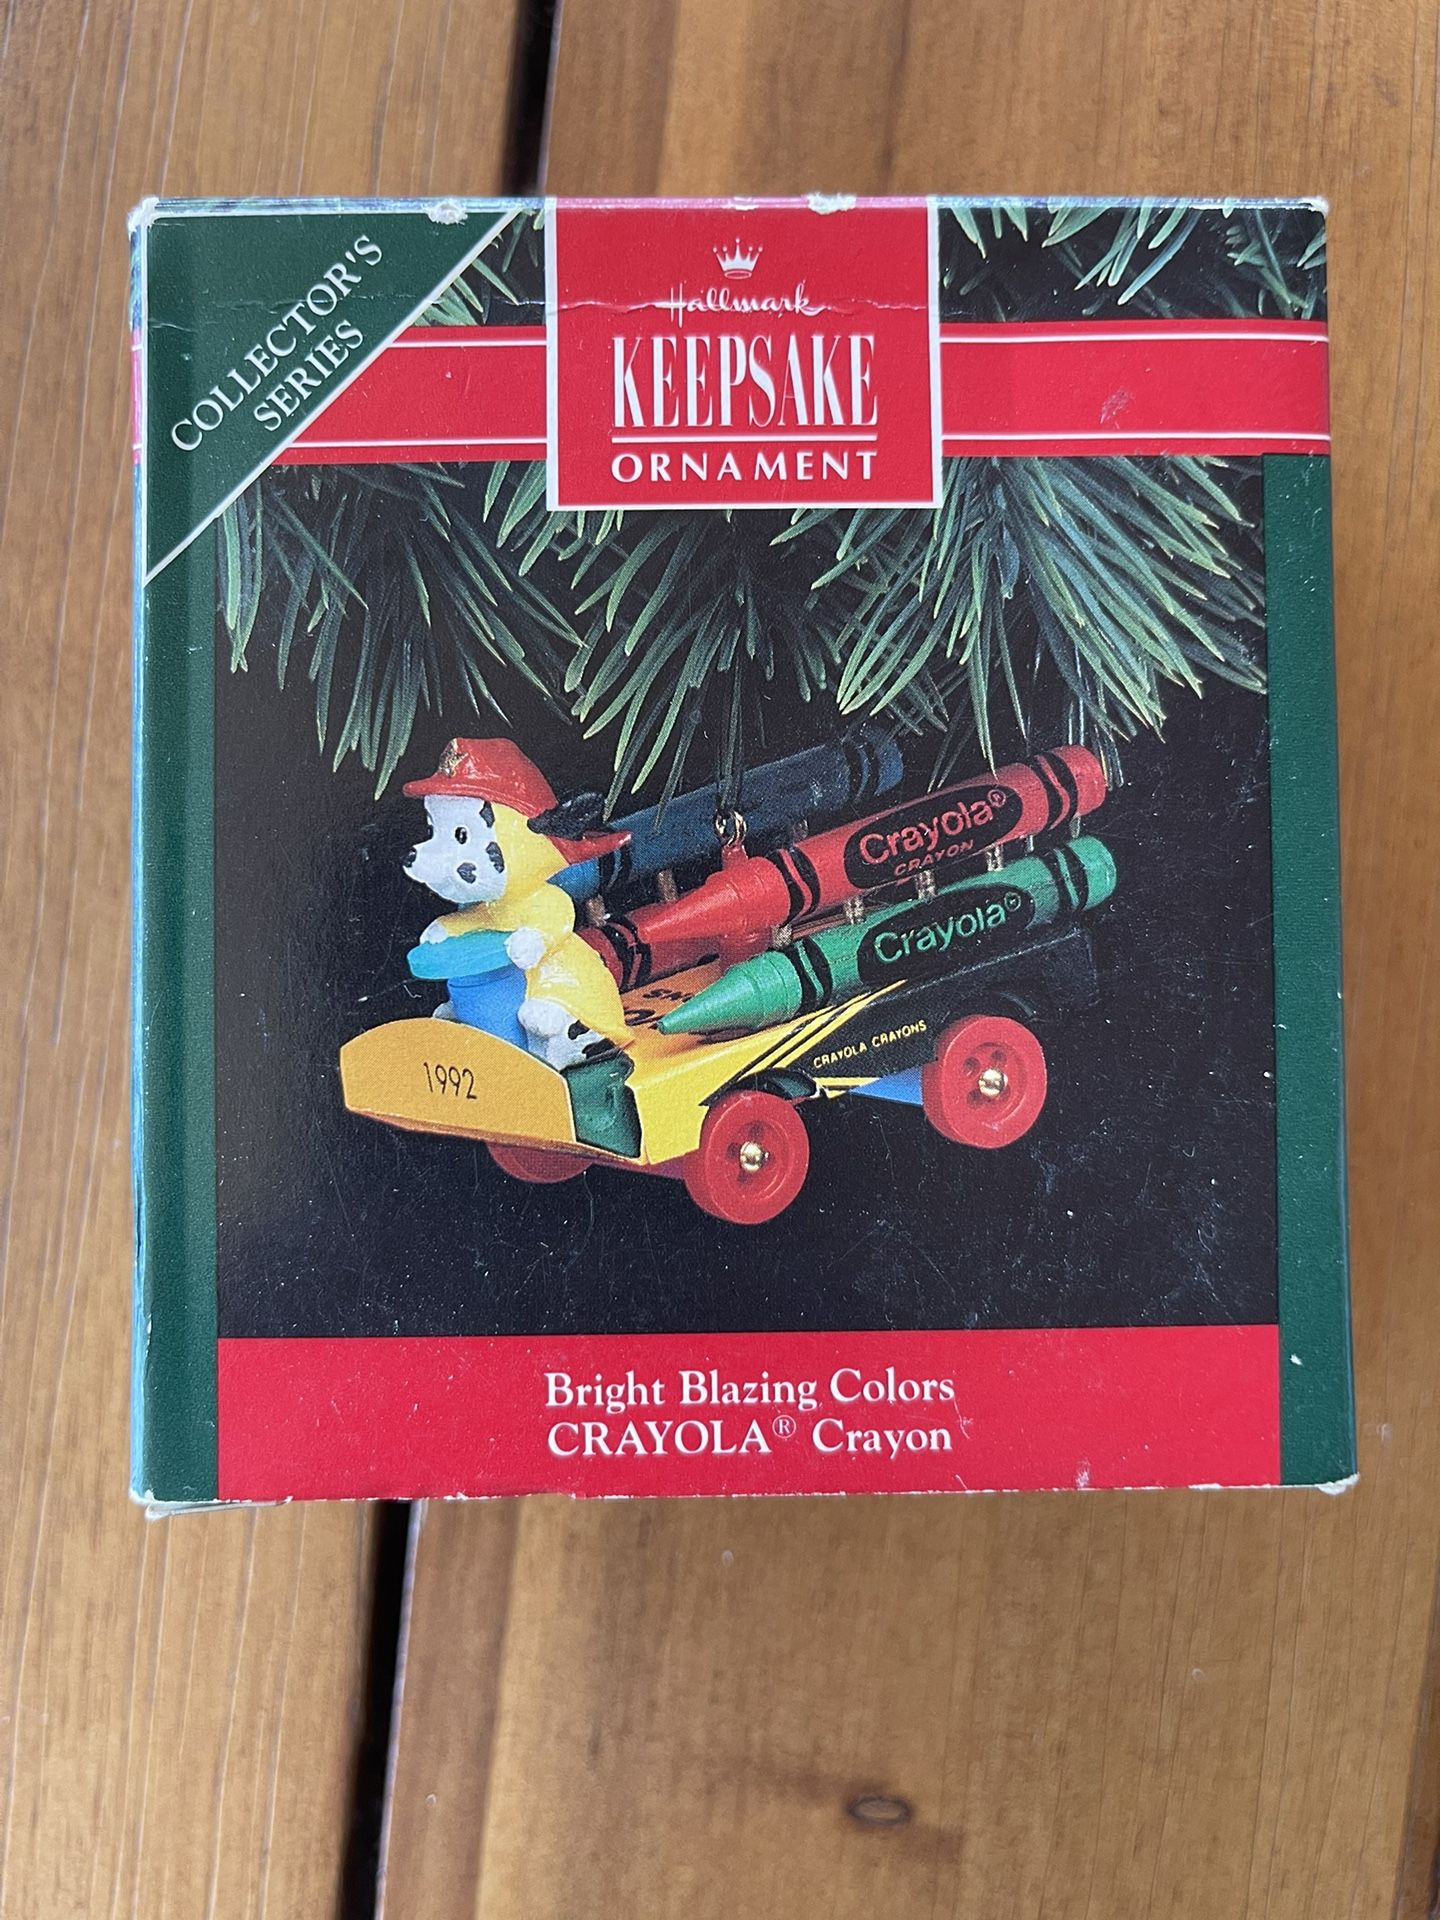 COLLECTOR'S
SERIES
Hallmark
KEEPSAKE
ORNAMENT
Crayola®
CRAYON
Crayola®
CRAYOLA CRAYONS
1992
Bright Blazing Colors
CRAYOLA® Crayon